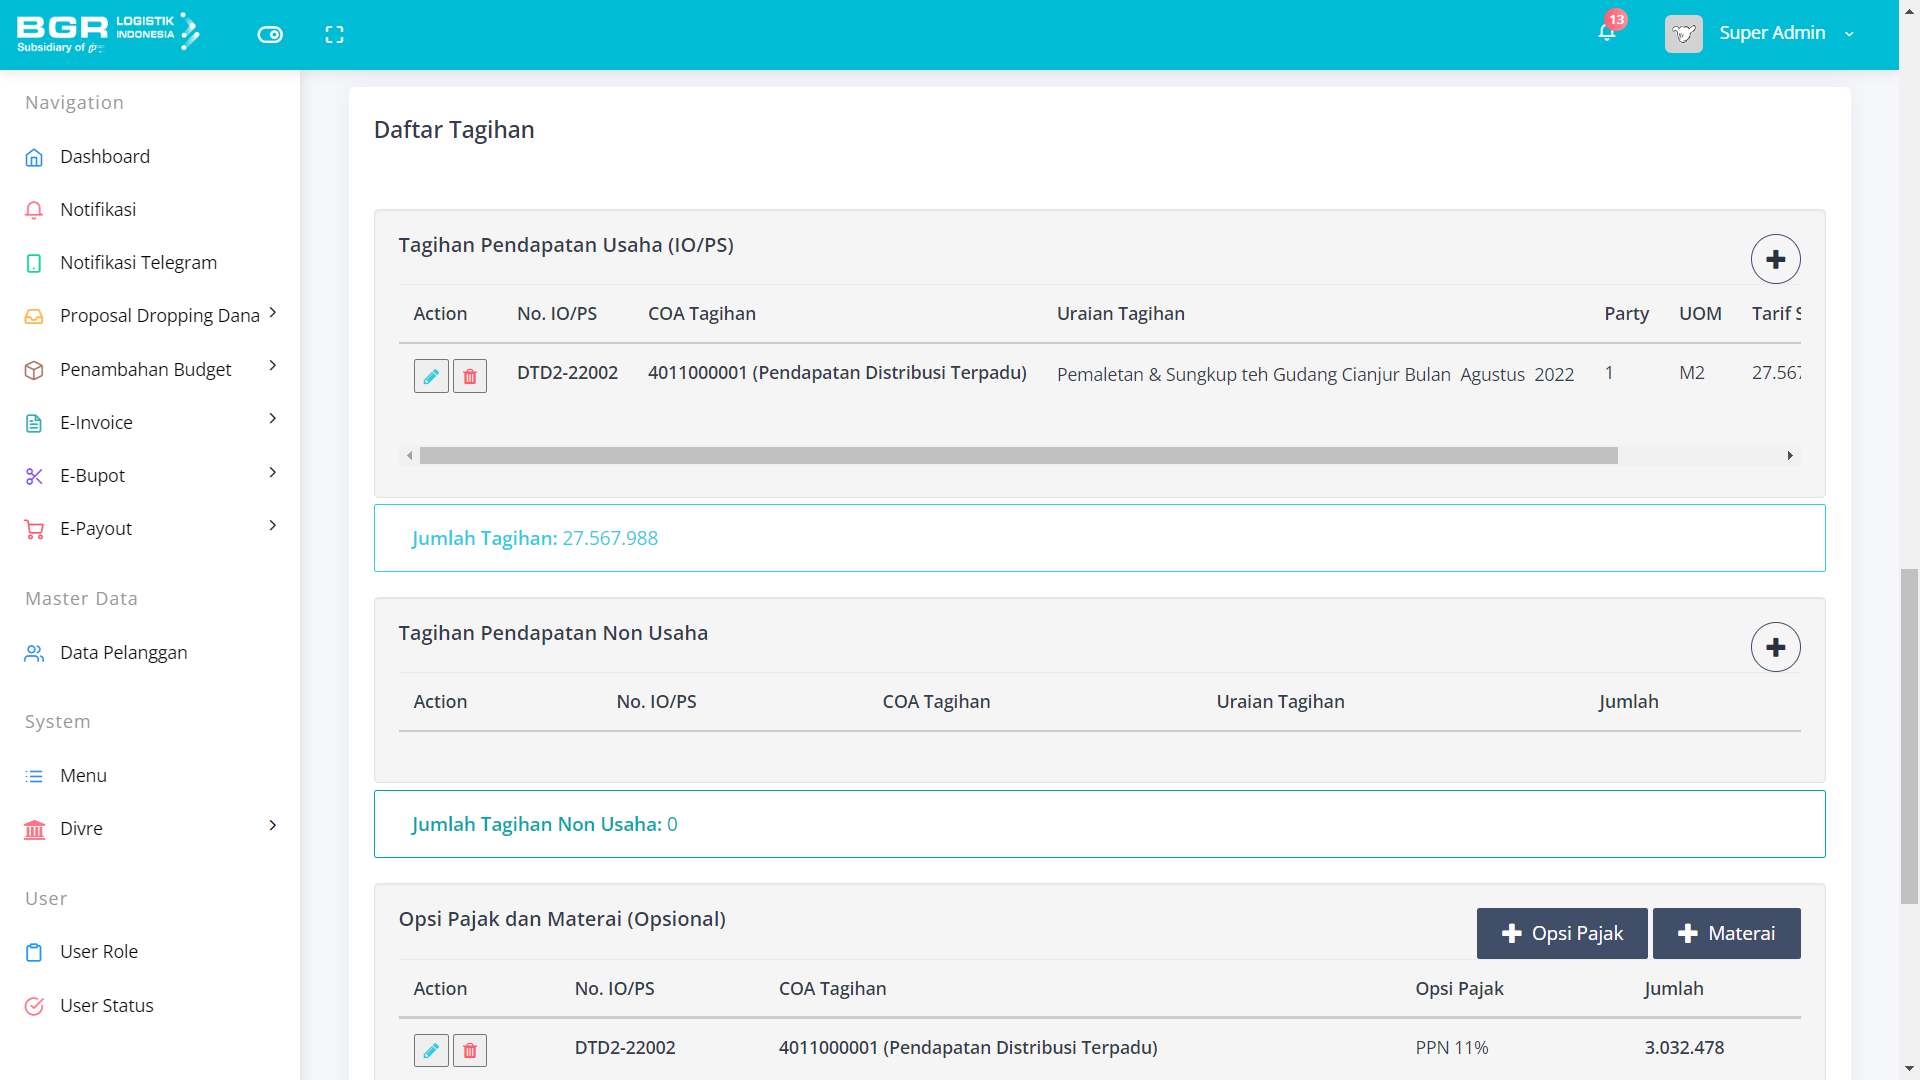 BGR LOGISTIK INDONESIA
Subsidiary of
13
Super Admin
Navigation
Dashboard
Notifikasi
Notifikasi Telegram
Proposal Dropping Dana
Penambahan Budget
E-Invoice
E-Bupot
E-Payout
Master Data
Data Pelanggan
System
Menu
Divre
User
User Role
User Status
Daftar Tagihan
Tagihan Pendapatan Usaha (IO/PS)
Action No. IO/PS COA Tagihan Uraian Tagihan Party UOM Tarif S
DTD2-22002 4011000001 (Pendapatan Distribusi Terpadu) Pemaletan & Sungkup teh Gudang Cianjur Bulan Agustus 2022 1 M2 27.567
Jumlah Tagihan: 27.567.988
Tagihan Pendapatan Non Usaha
Action No. IO/PS COA Tagihan Uraian Tagihan Jumlah
Jumlah Tagihan Non Usaha: 0
Opsi Pajak dan Materai (Opsional)
Opsi Pajak Materai
Action No. IO/PS COA Tagihan Opsi Pajak Jumlah
DTD2-22002 4011000001 (Pendapatan Distribusi Terpadu) PPN 11% 3.032.478